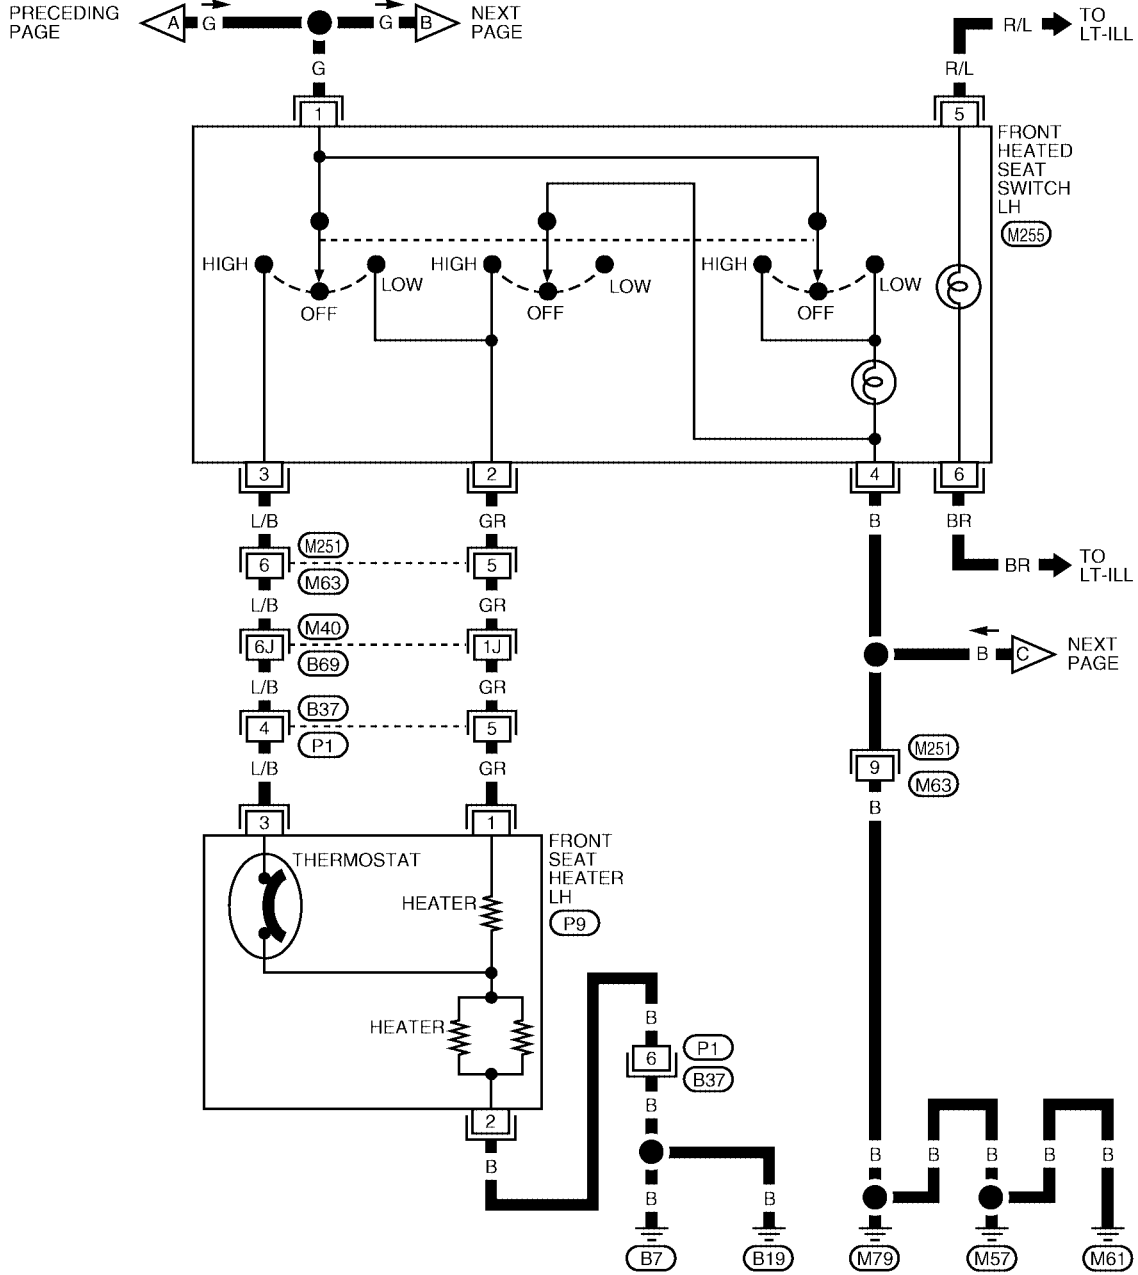 PRECEDING
PAGE
A
G
G
B
NEXT
PAGE
R/L
TO
LT-ILL
G
R/L
1
5
FRONT
HEATED
SEAT
SWITCH
LH
M255
HIGH
OFF
LOW
HIGH
OFF
LOW
HIGH
OFF
LOW
3
2
4
6
L/B
GR
B
BR
6
M251
M63
5
BR
TO
LT-ILL
L/B
GR
6J
M40
B69
1J
B
C
NEXT
PAGE
L/B
GR
4
B37
P1
5
9
M251
M63
L/B
GR
B
3
1
FRONT
SEAT
HEATER
LH
P9
THERMOSTAT
HEATER
HEATER
B
6
P1
B37
2
B
B
B
B
B
B
B
B
B
B
B7
B19
M79
M57
M61